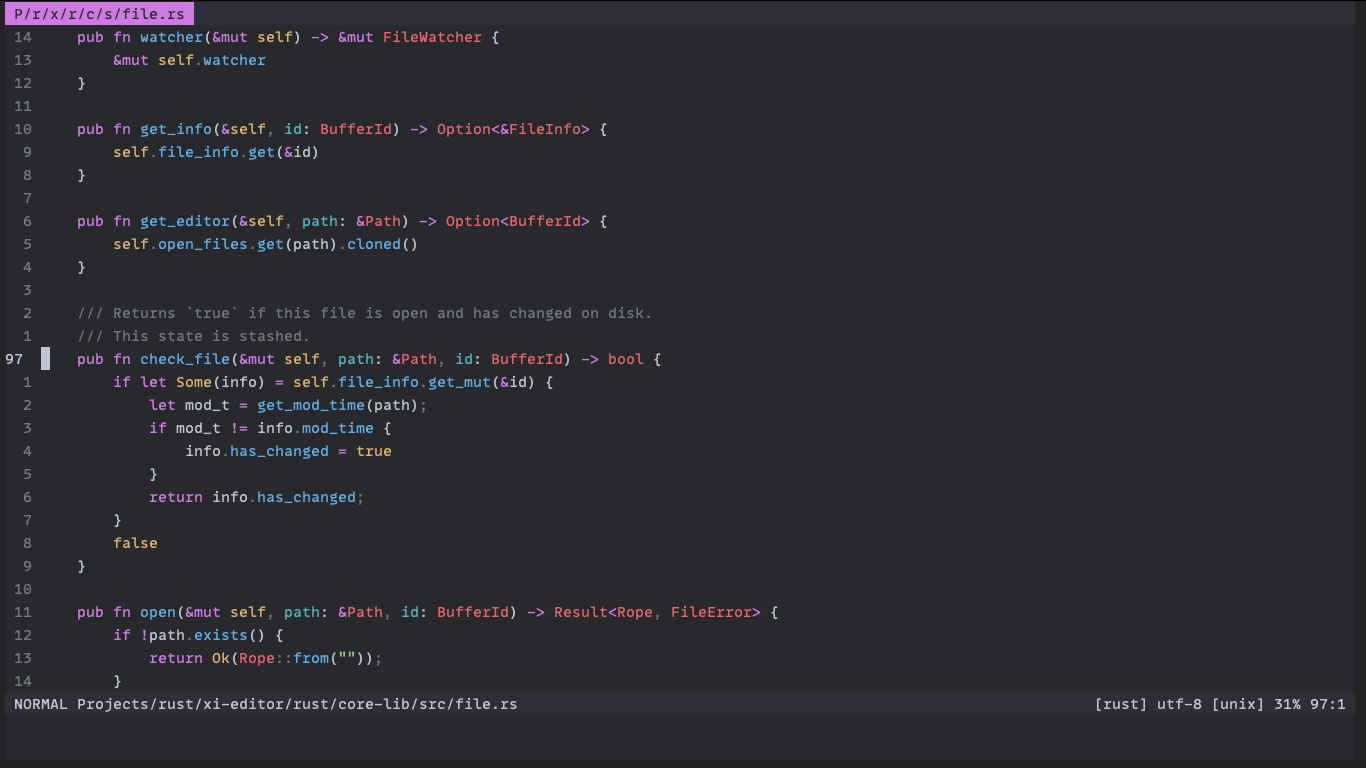 P/r/x/r/c/s/file.rs
14     pub fn watcher(&mut self) -> &mut FileWatcher {
13         &mut self.watcher
12     }
11
10     pub fn get_info(&self, id: BufferId) -> Option<&FileInfo> {
 9         self.file_info.get(&id)
 8     }
 7
 6     pub fn get_editor(&self, path: &Path) -> Option<BufferId> {
 5         self.open_files.get(path).cloned()
 4     }
 3
 2     /// Returns `true` if this file is open and has changed on disk.
 1     /// This state is stashed.
97     pub fn check_file(&mut self, path: &Path, id: BufferId) -> bool {
 1         if let Some(info) = self.file_info.get_mut(&id) {
 2             let mod_t = get_mod_time(path);
 3             if mod_t != info.mod_time {
 4                 info.has_changed = true
 5             }
 6             return info.has_changed;
 7         }
 8         false
 9     }
10
11     pub fn open(&mut self, path: &Path, id: BufferId) -> Result<Rope, FileError> {
12         if !path.exists() {
13             return Ok(Rope::from(""));
14         }
NORMAL Projects/rust/xi-editor/rust/core-lib/src/file.rs [rust] utf-8 [unix] 31% 97:1